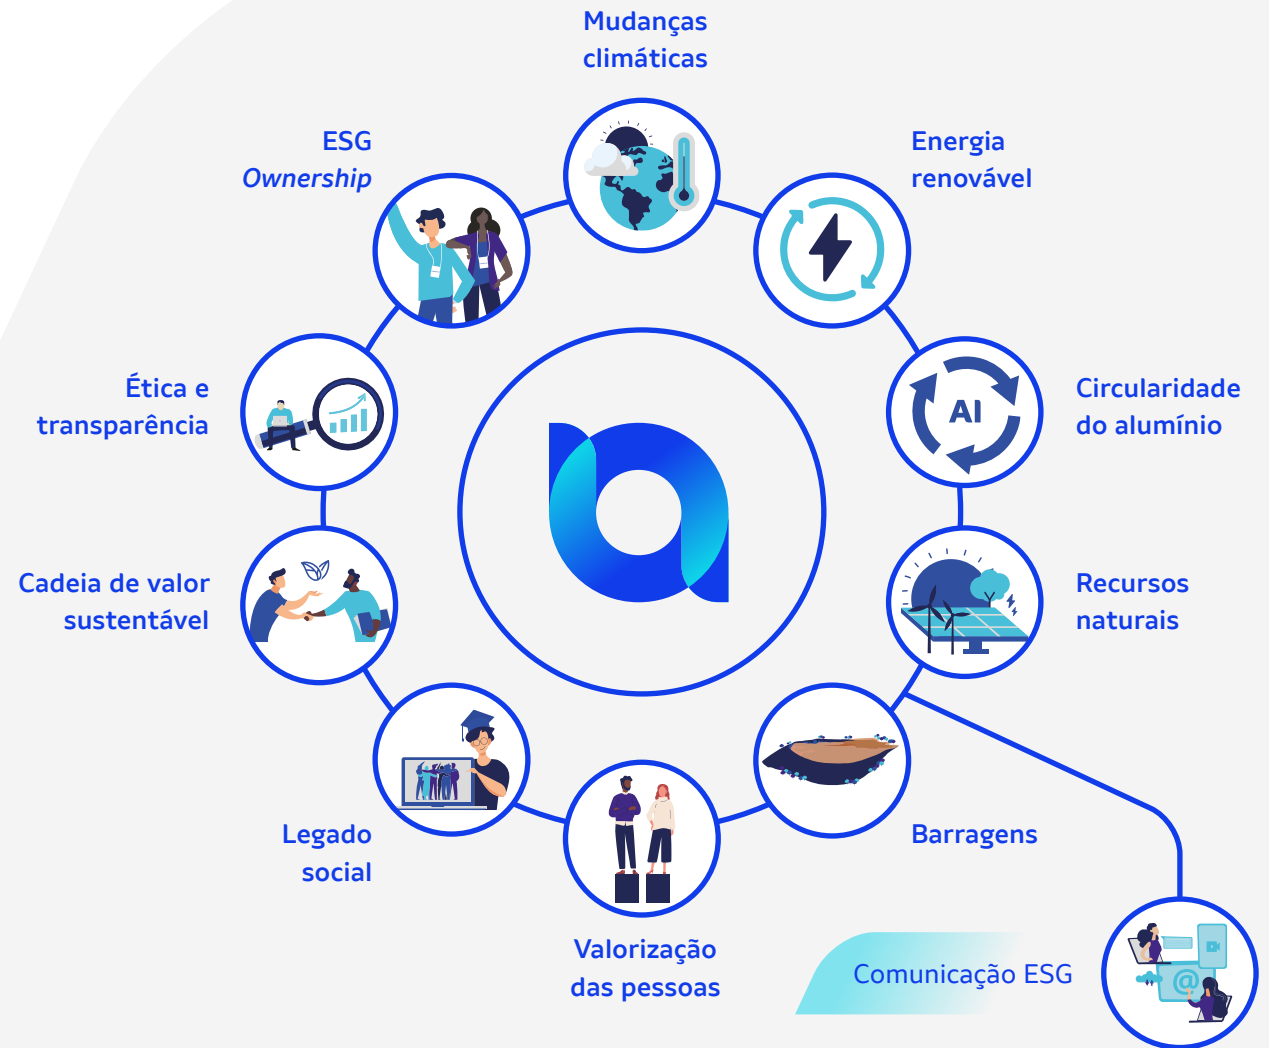 Mudanças
climáticas
ESG
Ownership
Energia
renovável
Ética e
transparência
Circularidade
do alumínio
Al
Cadeia de valor
sustentável
Recursos
naturais
Legado
social
Barragens
Valorização
das pessoas
Comunicação ESG
@